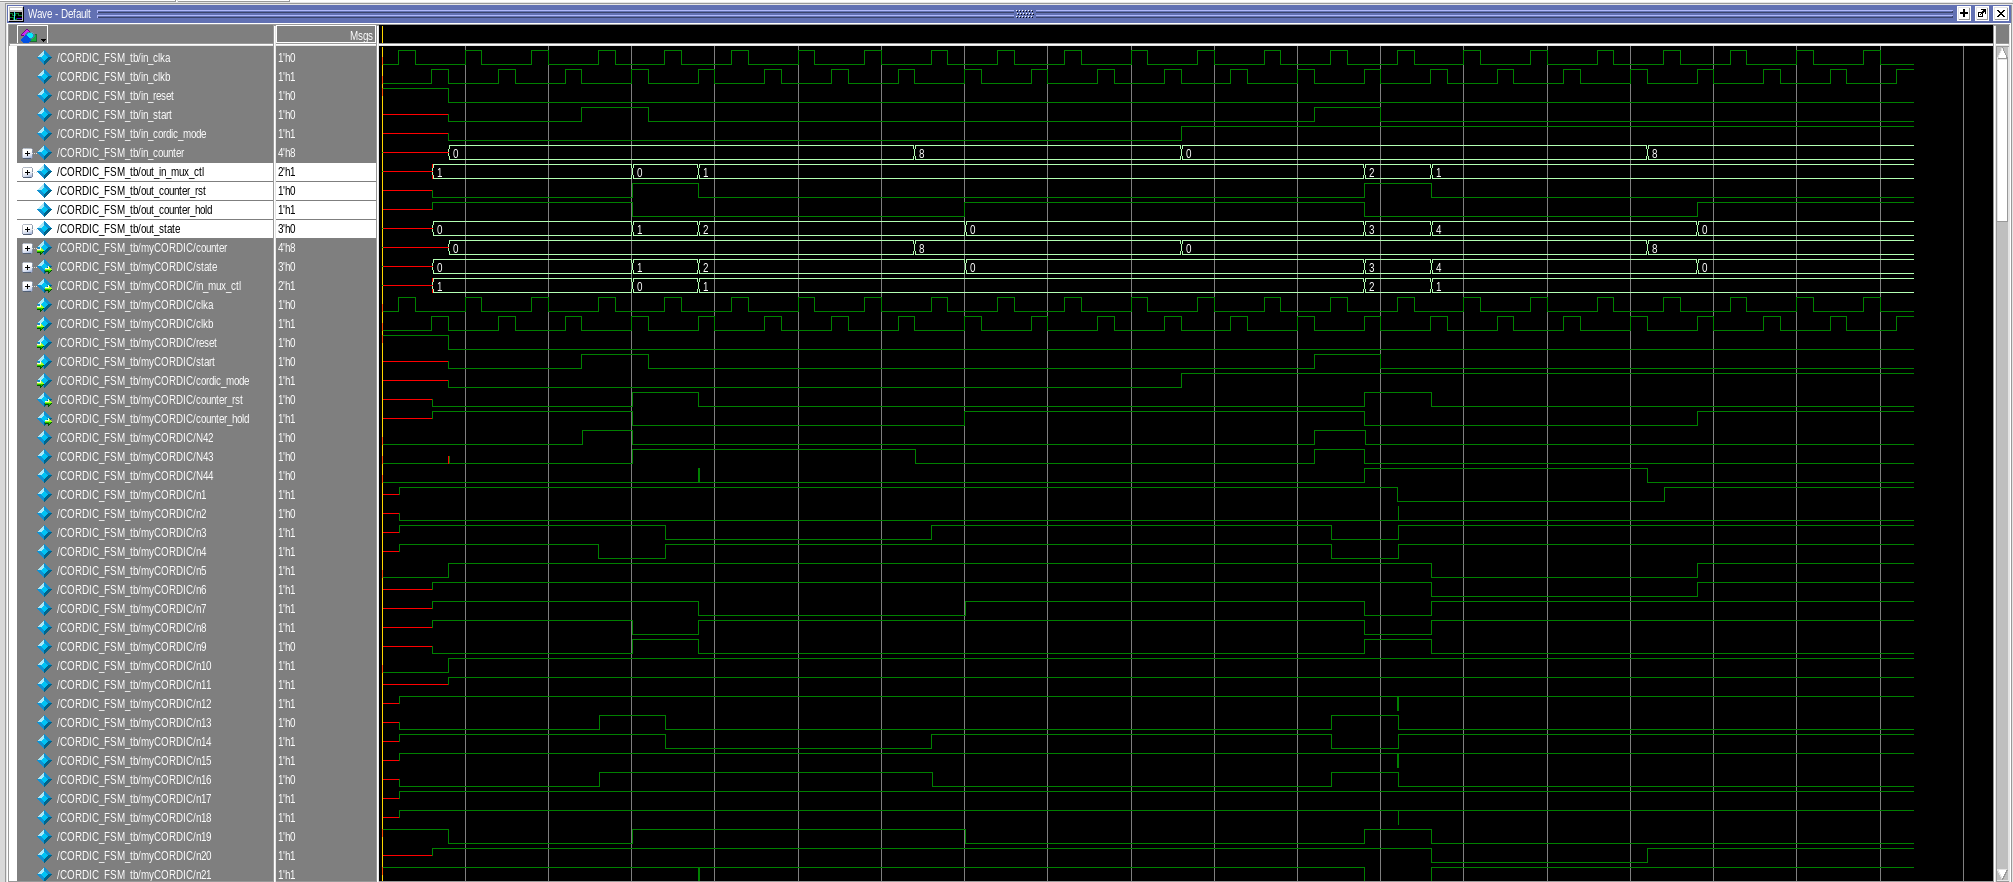 Wave - Default
Msgs
/CORDIC_FSM_tb/in_clka 1'h0
/CORDIC_FSM_tb/in_clkb 1'h1
/CORDIC_FSM_tb/in_reset 1'h0
/CORDIC_FSM_tb/in_start 1'h0
/CORDIC_FSM_tb/in_cordic_mode 1'h1
/CORDIC_FSM_tb/in_counter 4'h8 0 8 0 8
/CORDIC_FSM_tb/out_in_mux_ctl 2'h1 1 0 1 2 1
/CORDIC_FSM_tb/out_counter_rst 1'h0
/CORDIC_FSM_tb/out_counter_hold 1'h1
/CORDIC_FSM_tb/out_state 3'h0 0 1 2 0 3 4 0
/CORDIC_FSM_tb/myCORDIC/counter 4'h8 0 8 0 8
/CORDIC_FSM_tb/myCORDIC/state 3'h0 0 1 2 0 3 4 0
/CORDIC_FSM_tb/myCORDIC/in_mux_ctl 2'h1 1 0 1 2 1
/CORDIC_FSM_tb/myCORDIC/clka 1'h0
/CORDIC_FSM_tb/myCORDIC/clkb 1'h1
/CORDIC_FSM_tb/myCORDIC/reset 1'h0
/CORDIC_FSM_tb/myCORDIC/start 1'h0
/CORDIC_FSM_tb/myCORDIC/cordic_mode 1'h1
/CORDIC_FSM_tb/myCORDIC/counter_rst 1'h0
/CORDIC_FSM_tb/myCORDIC/counter_hold 1'h1
/CORDIC_FSM_tb/myCORDIC/N42 1'h0
/CORDIC_FSM_tb/myCORDIC/N43 1'h0
/CORDIC_FSM_tb/myCORDIC/N44 1'h0
/CORDIC_FSM_tb/myCORDIC/n1 1'h1
/CORDIC_FSM_tb/myCORDIC/n2 1'h0
/CORDIC_FSM_tb/myCORDIC/n3 1'h1
/CORDIC_FSM_tb/myCORDIC/n4 1'h1
/CORDIC_FSM_tb/myCORDIC/n5 1'h1
/CORDIC_FSM_tb/myCORDIC/n6 1'h1
/CORDIC_FSM_tb/myCORDIC/n7 1'h1
/CORDIC_FSM_tb/myCORDIC/n8 1'h1
/CORDIC_FSM_tb/myCORDIC/n9 1'h0
/CORDIC_FSM_tb/myCORDIC/n10 1'h1
/CORDIC_FSM_tb/myCORDIC/n11 1'h1
/CORDIC_FSM_tb/myCORDIC/n12 1'h1
/CORDIC_FSM_tb/myCORDIC/n13 1'h0
/CORDIC_FSM_tb/myCORDIC/n14 1'h1
/CORDIC_FSM_tb/myCORDIC/n15 1'h1
/CORDIC_FSM_tb/myCORDIC/n16 1'h0
/CORDIC_FSM_tb/myCORDIC/n17 1'h1
/CORDIC_FSM_tb/myCORDIC/n18 1'h1
/CORDIC_FSM_tb/myCORDIC/n19 1'h0
/CORDIC_FSM_tb/myCORDIC/n20 1'h1
/CORDIC_FSM_tb/myCORDIC/n21 1'h1